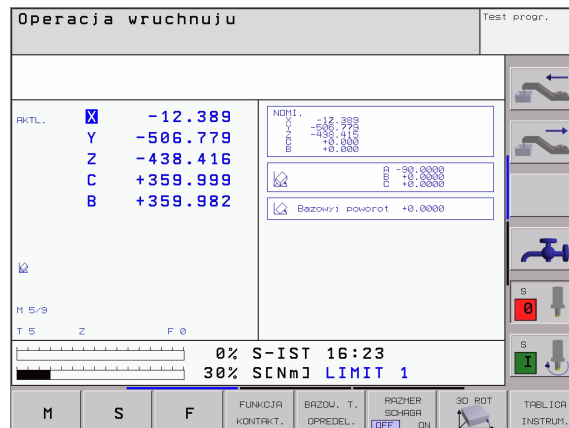 Operacja wruchnuju
Test progr.
AKTL. X -12.389
Y -506.779
Z -438.416
C +359.999
B +359.982
NOMI.
X -12.389
Y -506.779
Z -438.415
C +0.000
B +0.000
A -90.0000
B +0.0000
C +0.0000
Bazowyj poworot +0.0000
M 5/9
T 5 Z F 0
0% S-IST 16:23
30% S[Nm] LIMIT 1
S
0
S
I
M
S
F
FUNKCJA
KONTAKT.
BAZOW. T.
OPREDEL.
RAZMER
SCHAGA
OFF ON
3D ROT
TABLICA
INSTRUM.